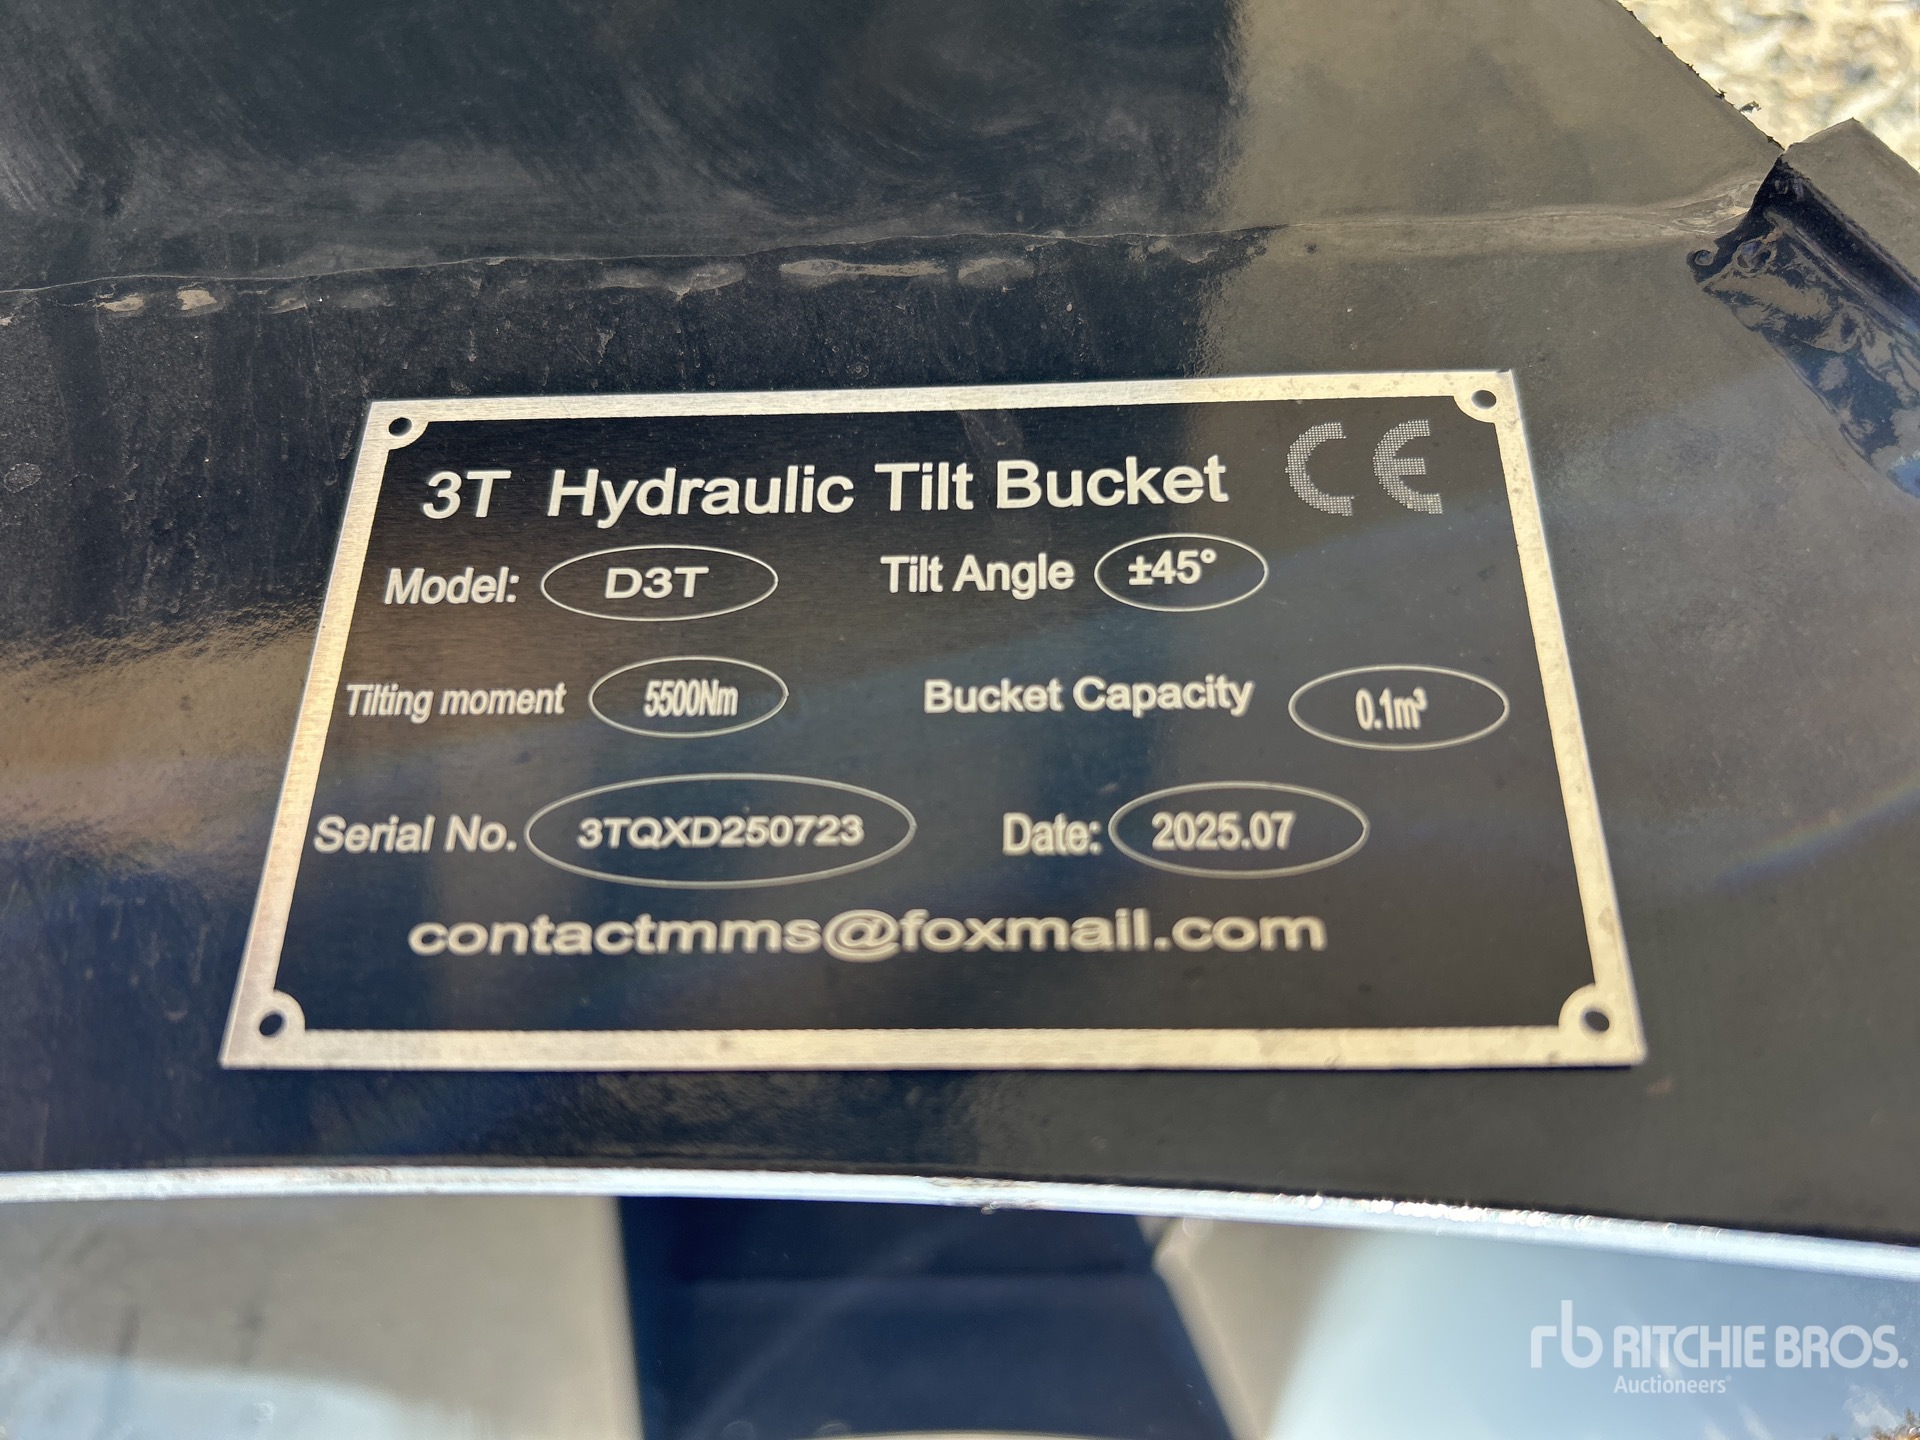 3T Hydraulic Tilt Bucket CE
Model: D3T Tilt Angle ±45°
Tilting moment 5500Nm Bucket Capacity 0.1m³
Serial No. 3TQXD250723 Date: 2025.07
contactmms@foxmail.com
rb RITCHIE BROS.
Auctioneers